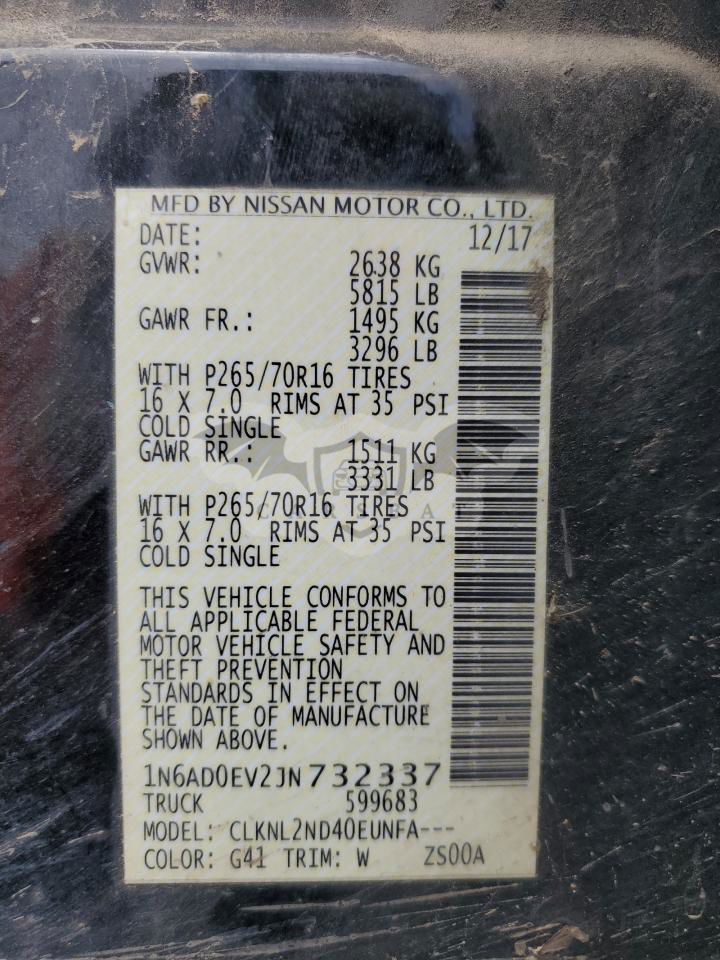 MFD BY NISSAN MOTOR CO., LTD.
DATE: 12/17
GVWR: 2638 KG
5815 LB
GAWR FR.: 1495 KG
3296 LB
WITH P265/70R16 TIRES
16 X 7.0 RIMS AT 35 PSI
COLD SINGLE
GAWR RR.: 1511 KG
3331 LB
WITH P265/70R16 TIRES
16 X 7.0 RIMS AT 35 PSI
COLD SINGLE
THIS VEHICLE CONFORMS TO
ALL APPLICABLE FEDERAL
MOTOR VEHICLE SAFETY AND
THEFT PREVENTION
STANDARDS IN EFFECT ON
THE DATE OF MANUFACTURE
SHOWN ABOVE.
1N6AD0EV2JN732337
TRUCK 599683
MODEL: CLKNL2ND40EUNFA---
COLOR: G41 TRIM: W ZS00A